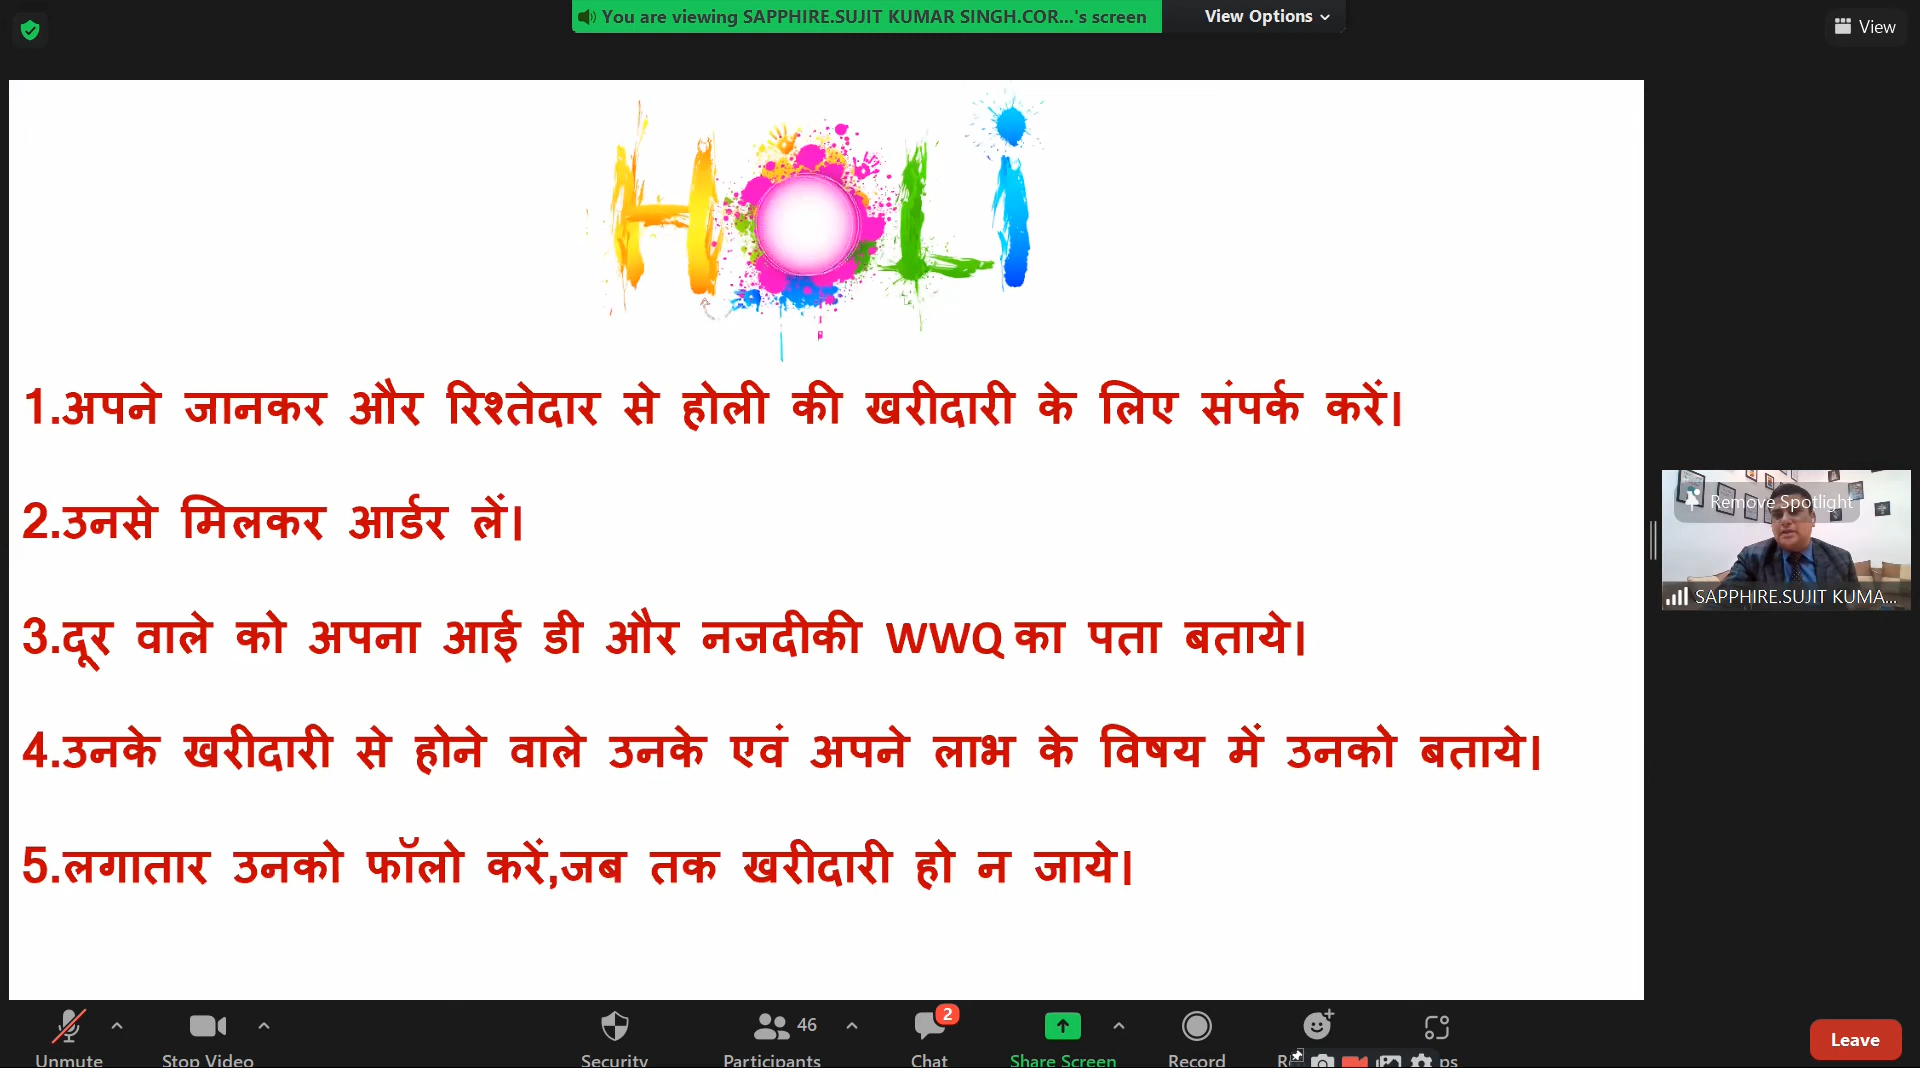 You are viewing SAPPHIRE.SUJIT KUMAR SINGH.COR...'s screen
View Options
View
HOLi
1.अपने जानकर और रिश्तेदार से होली की खरीदारी के लिए संपर्क करें।
2.उनसे मिलकर आर्डर लें।
3.दूर वाले को अपना आई डी और नजदीकी WWQ का पता बताये।
4.उनके खरीदारी से होने वाले उनके एवं अपने लाभ के विषय में उनको बताये।
5.लगातार उनको फॉलो करें,जब तक खरीदारी हो न जाये।
Remove Spotlight
SAPPHIRE.SUJIT KUMA...
46
2
Unmute
Stop Video
Security
Participants
Chat
Share Screen
Record
Leave